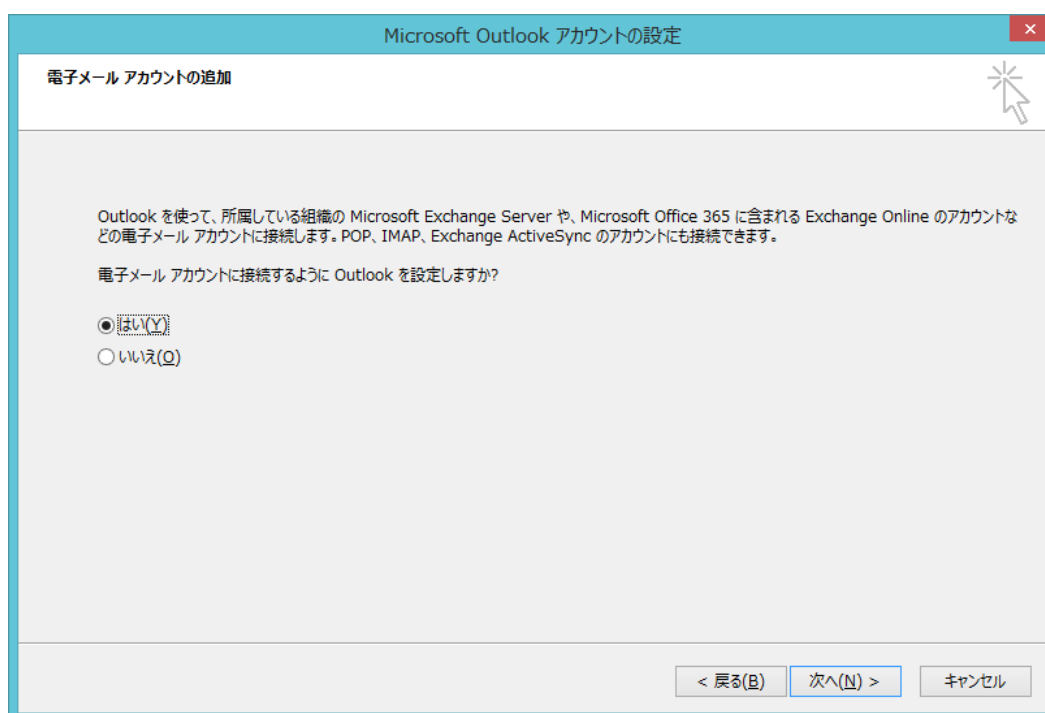 Microsoft Outlook アカウントの設定
電子メール アカウントの追加
Outlook を使って、所属している組織の Microsoft Exchange Server や、Microsoft Office 365 に含まれる Exchange Online のアカウントな
どの電子メール アカウントに接続します。POP、IMAP、Exchange ActiveSync のアカウントにも接続できます。
電子メール アカウントに接続するように Outlook を設定しますか?
はい(Y)
いいえ(O)
< 戻る(B) 次へ(N) > キャンセル